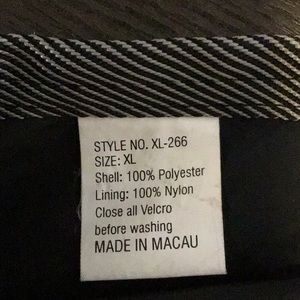 STYLE NO. XL-266
SIZE: XL
Shell: 100% Polyester
Lining: 100% Nylon
Close all Velcro
before washing
MADE IN MACAU